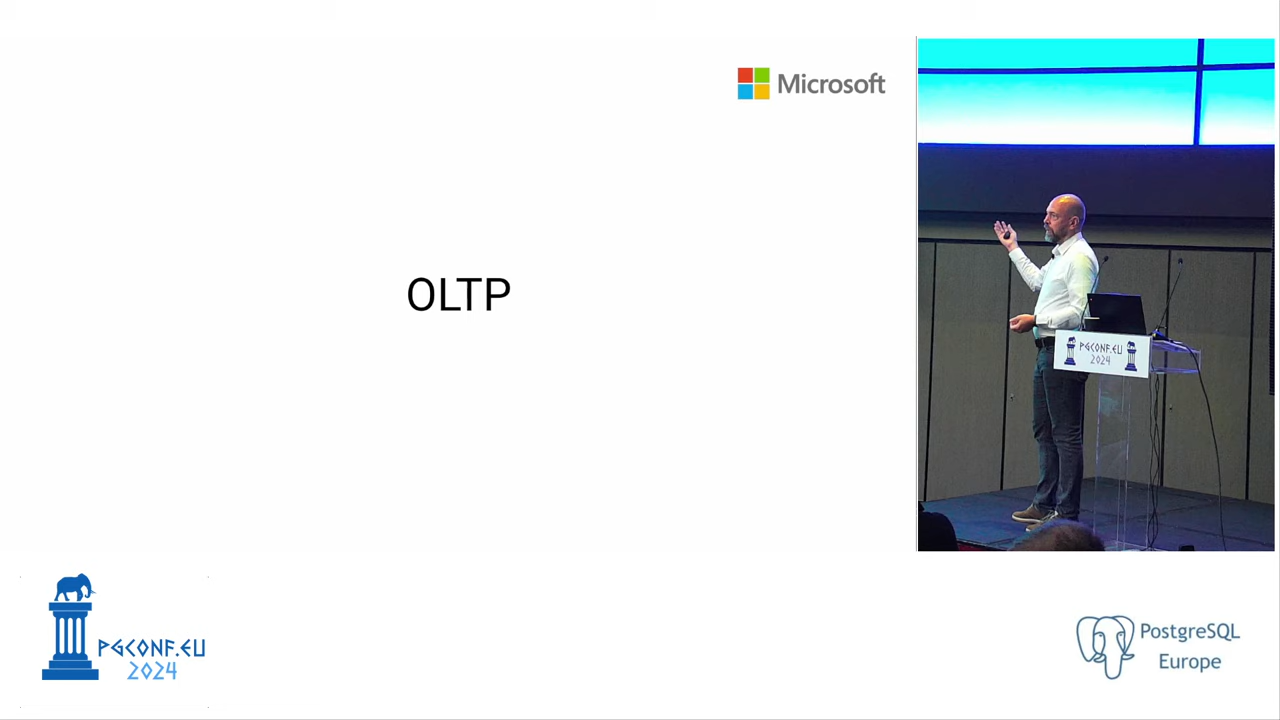 Microsoft
OLTP
PGCONF.EU
2024
PGCONF.EU
2024
PostgreSQL
Europe